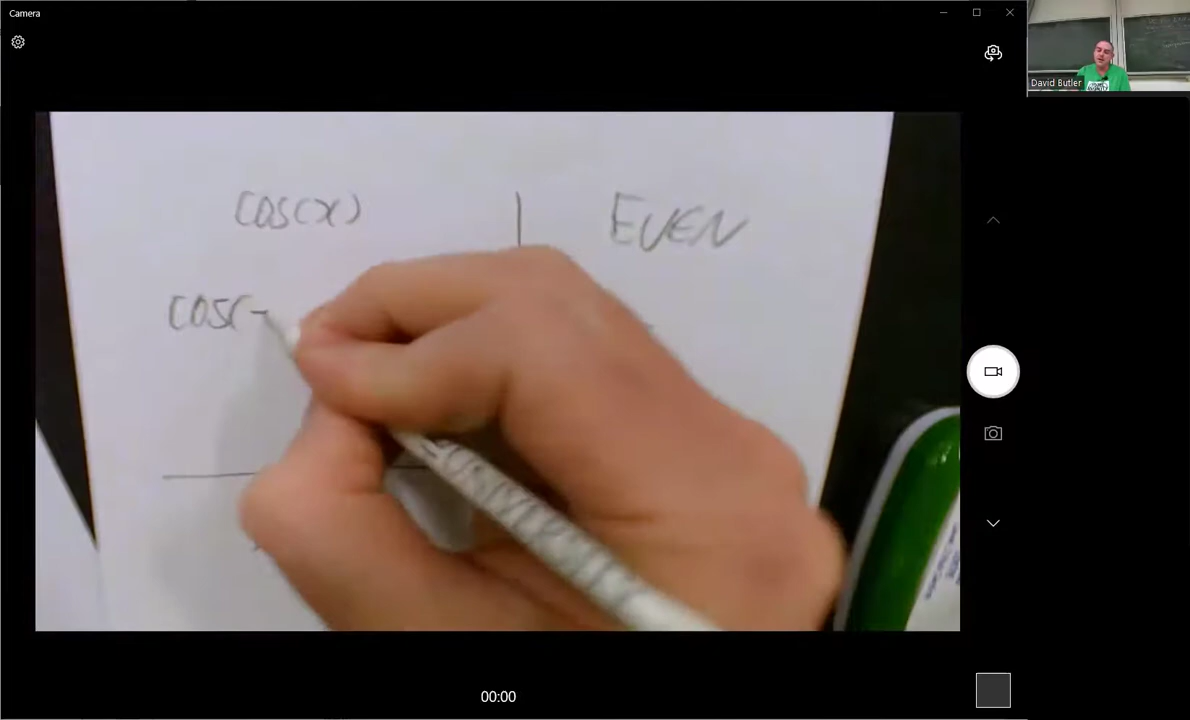 Camera
David Butler
cos(x)
EVEN
cos(-
00:00